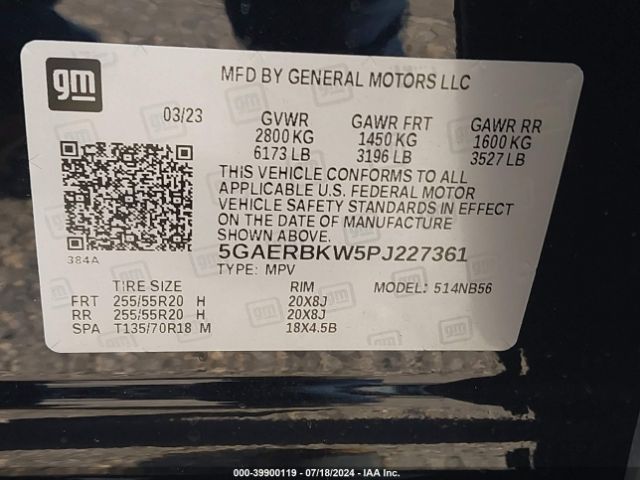 gm
MFD BY GENERAL MOTORS LLC
03/23 GVWR GAWR FRT GAWR RR
2800 KG 1450 KG 1600 KG
6173 LB 3196 LB 3527 LB
THIS VEHICLE CONFORMS TO ALL
APPLICABLE U.S. FEDERAL MOTOR
VEHICLE SAFETY STANDARDS IN EFFECT
ON THE DATE OF MANUFACTURE
SHOWN ABOVE.
384A
5GAERBKW5PJ227361
TYPE: MPV MODEL: 514NB56
TIRE SIZE RIM
FRT 255/55R20 H 20X8J
RR 255/55R20 H 20X8J
SPA T135/70R18 M 18X4.5B
000-39900119 - 07/18/2024 - IAA Inc.